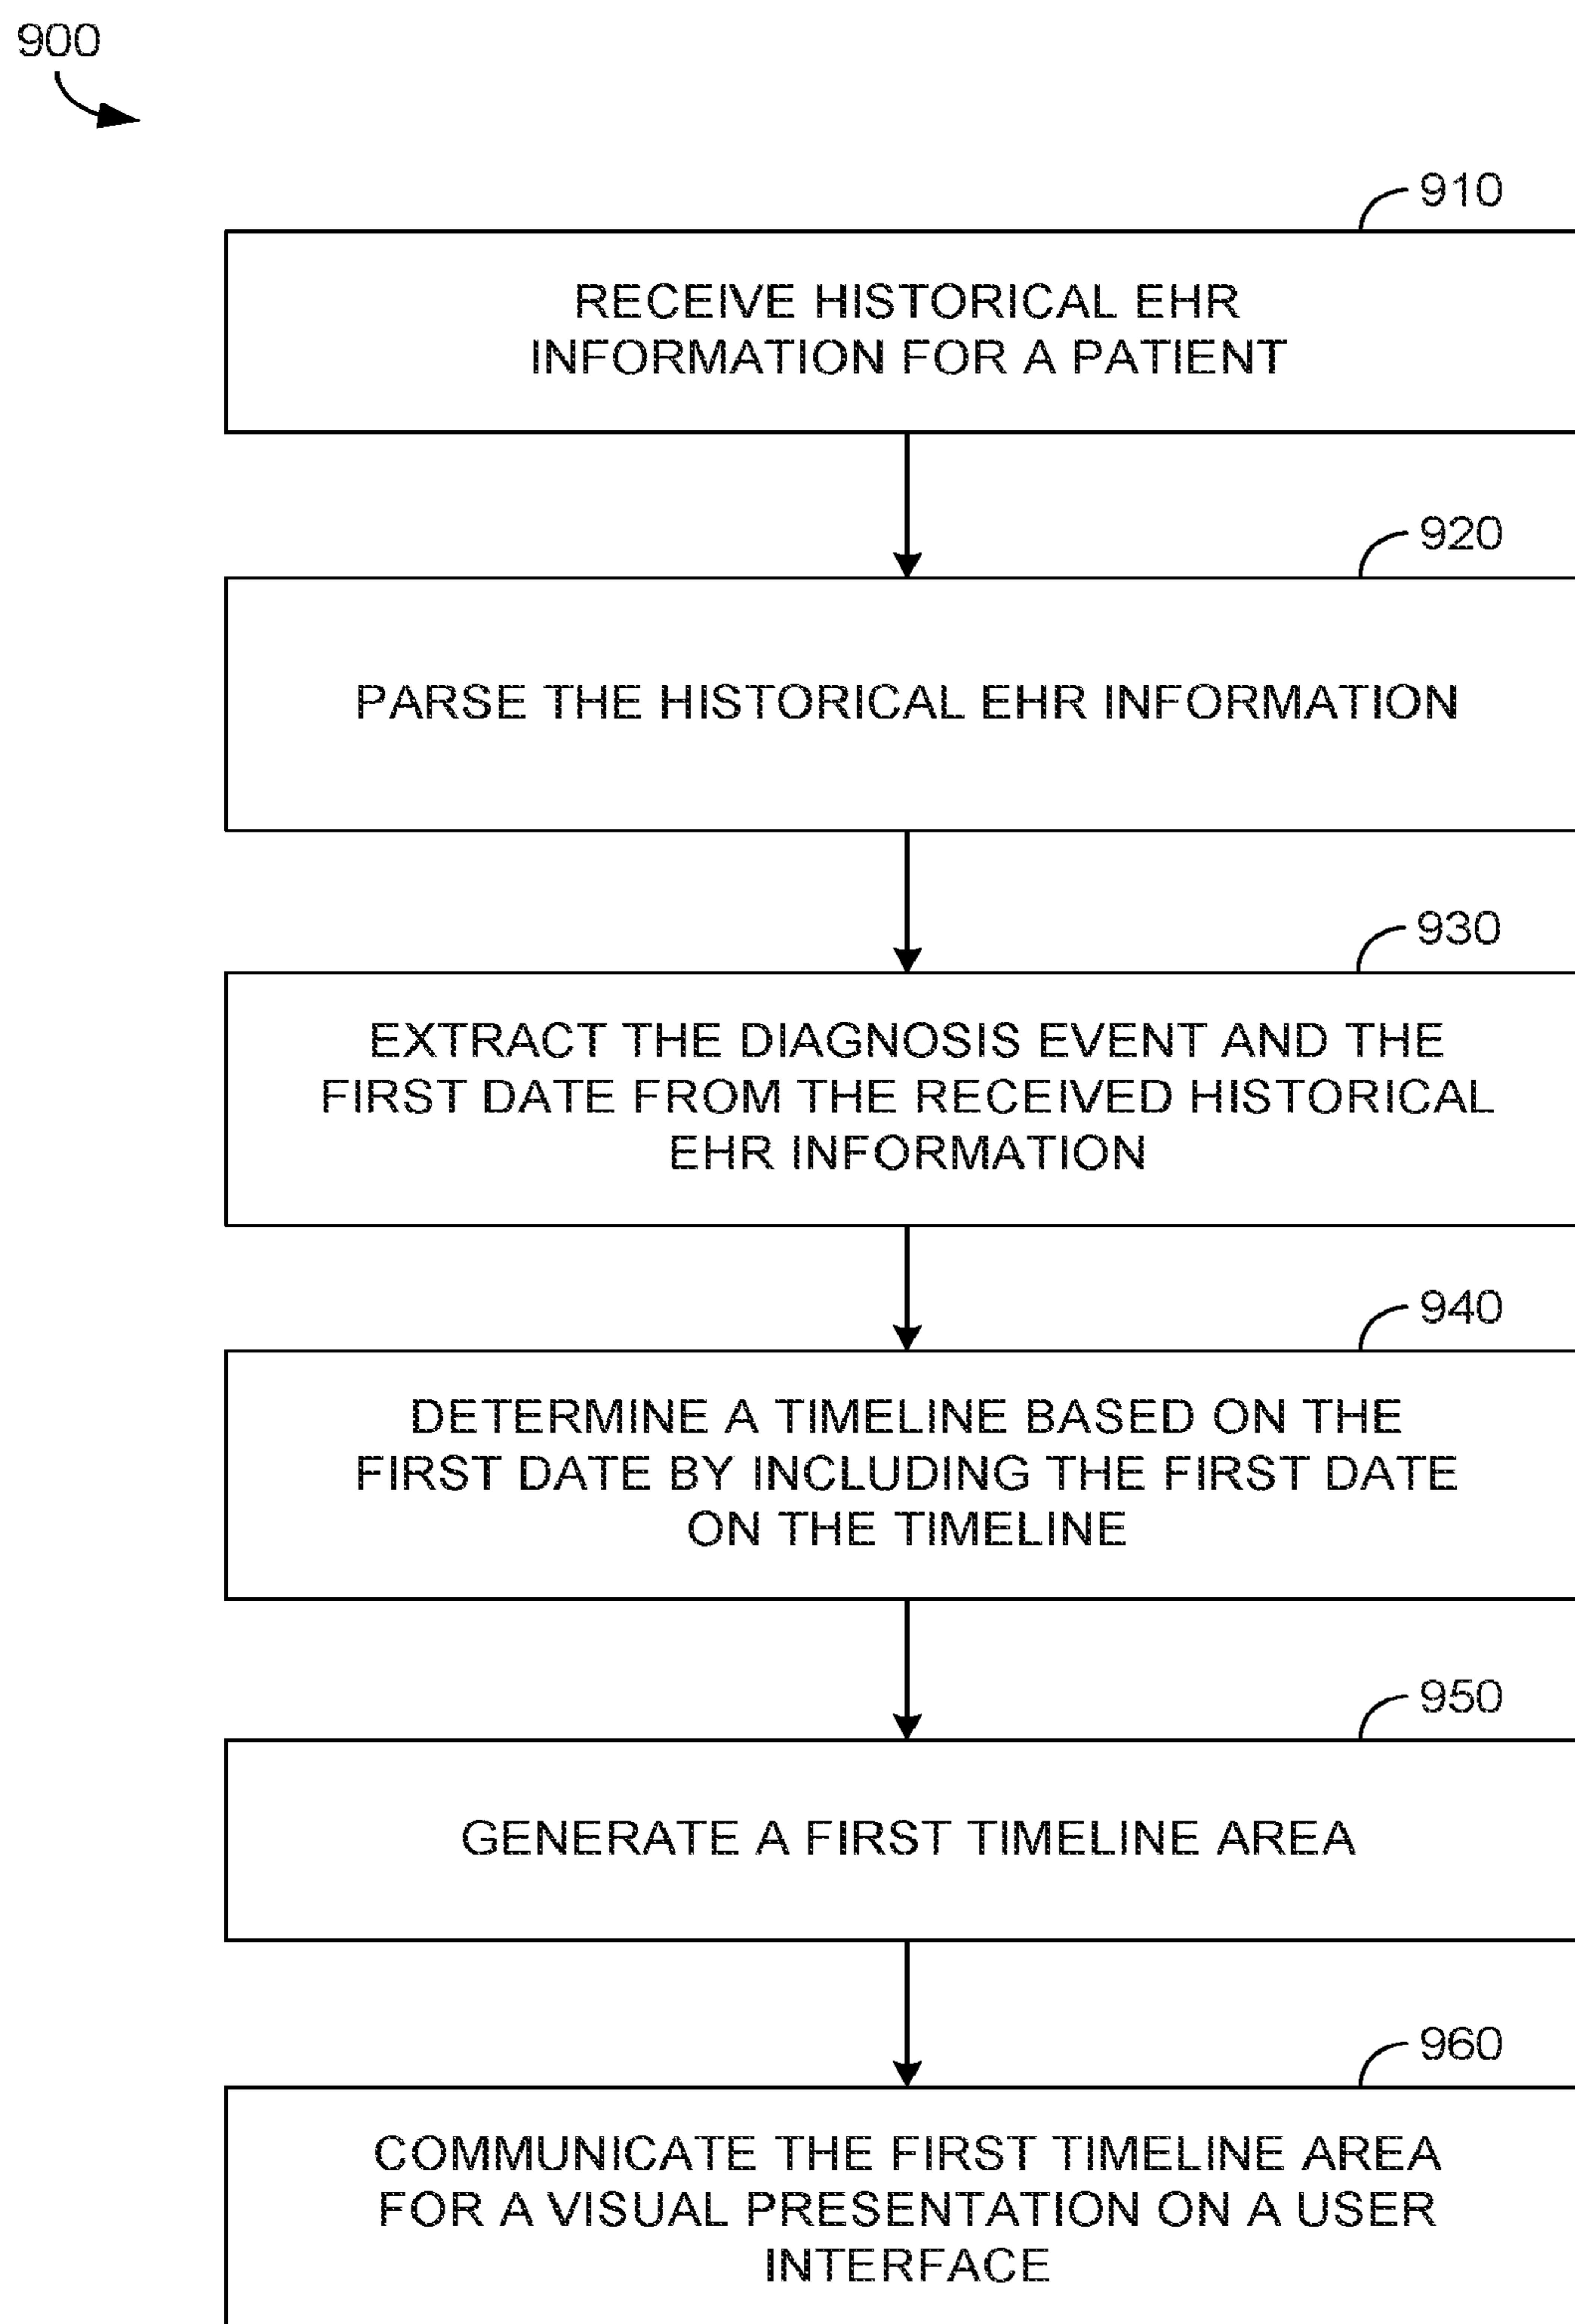 900
910
RECEIVE HISTORICAL EHR
INFORMATION FOR A PATIENT
920
PARSE THE HISTORICAL EHR INFORMATION
930
EXTRACT THE DIAGNOSIS EVENT AND THE
FIRST DATE FROM THE RECEIVED HISTORICAL
EHR INFORMATION
940
DETERMINE A TIMELINE BASED ON THE
FIRST DATE BY INCLUDING THE FIRST DATE
ON THE TIMELINE
950
GENERATE A FIRST TIMELINE AREA
960
COMMUNICATE THE FIRST TIMELINE AREA
FOR A VISUAL PRESENTATION ON A USER
INTERFACE